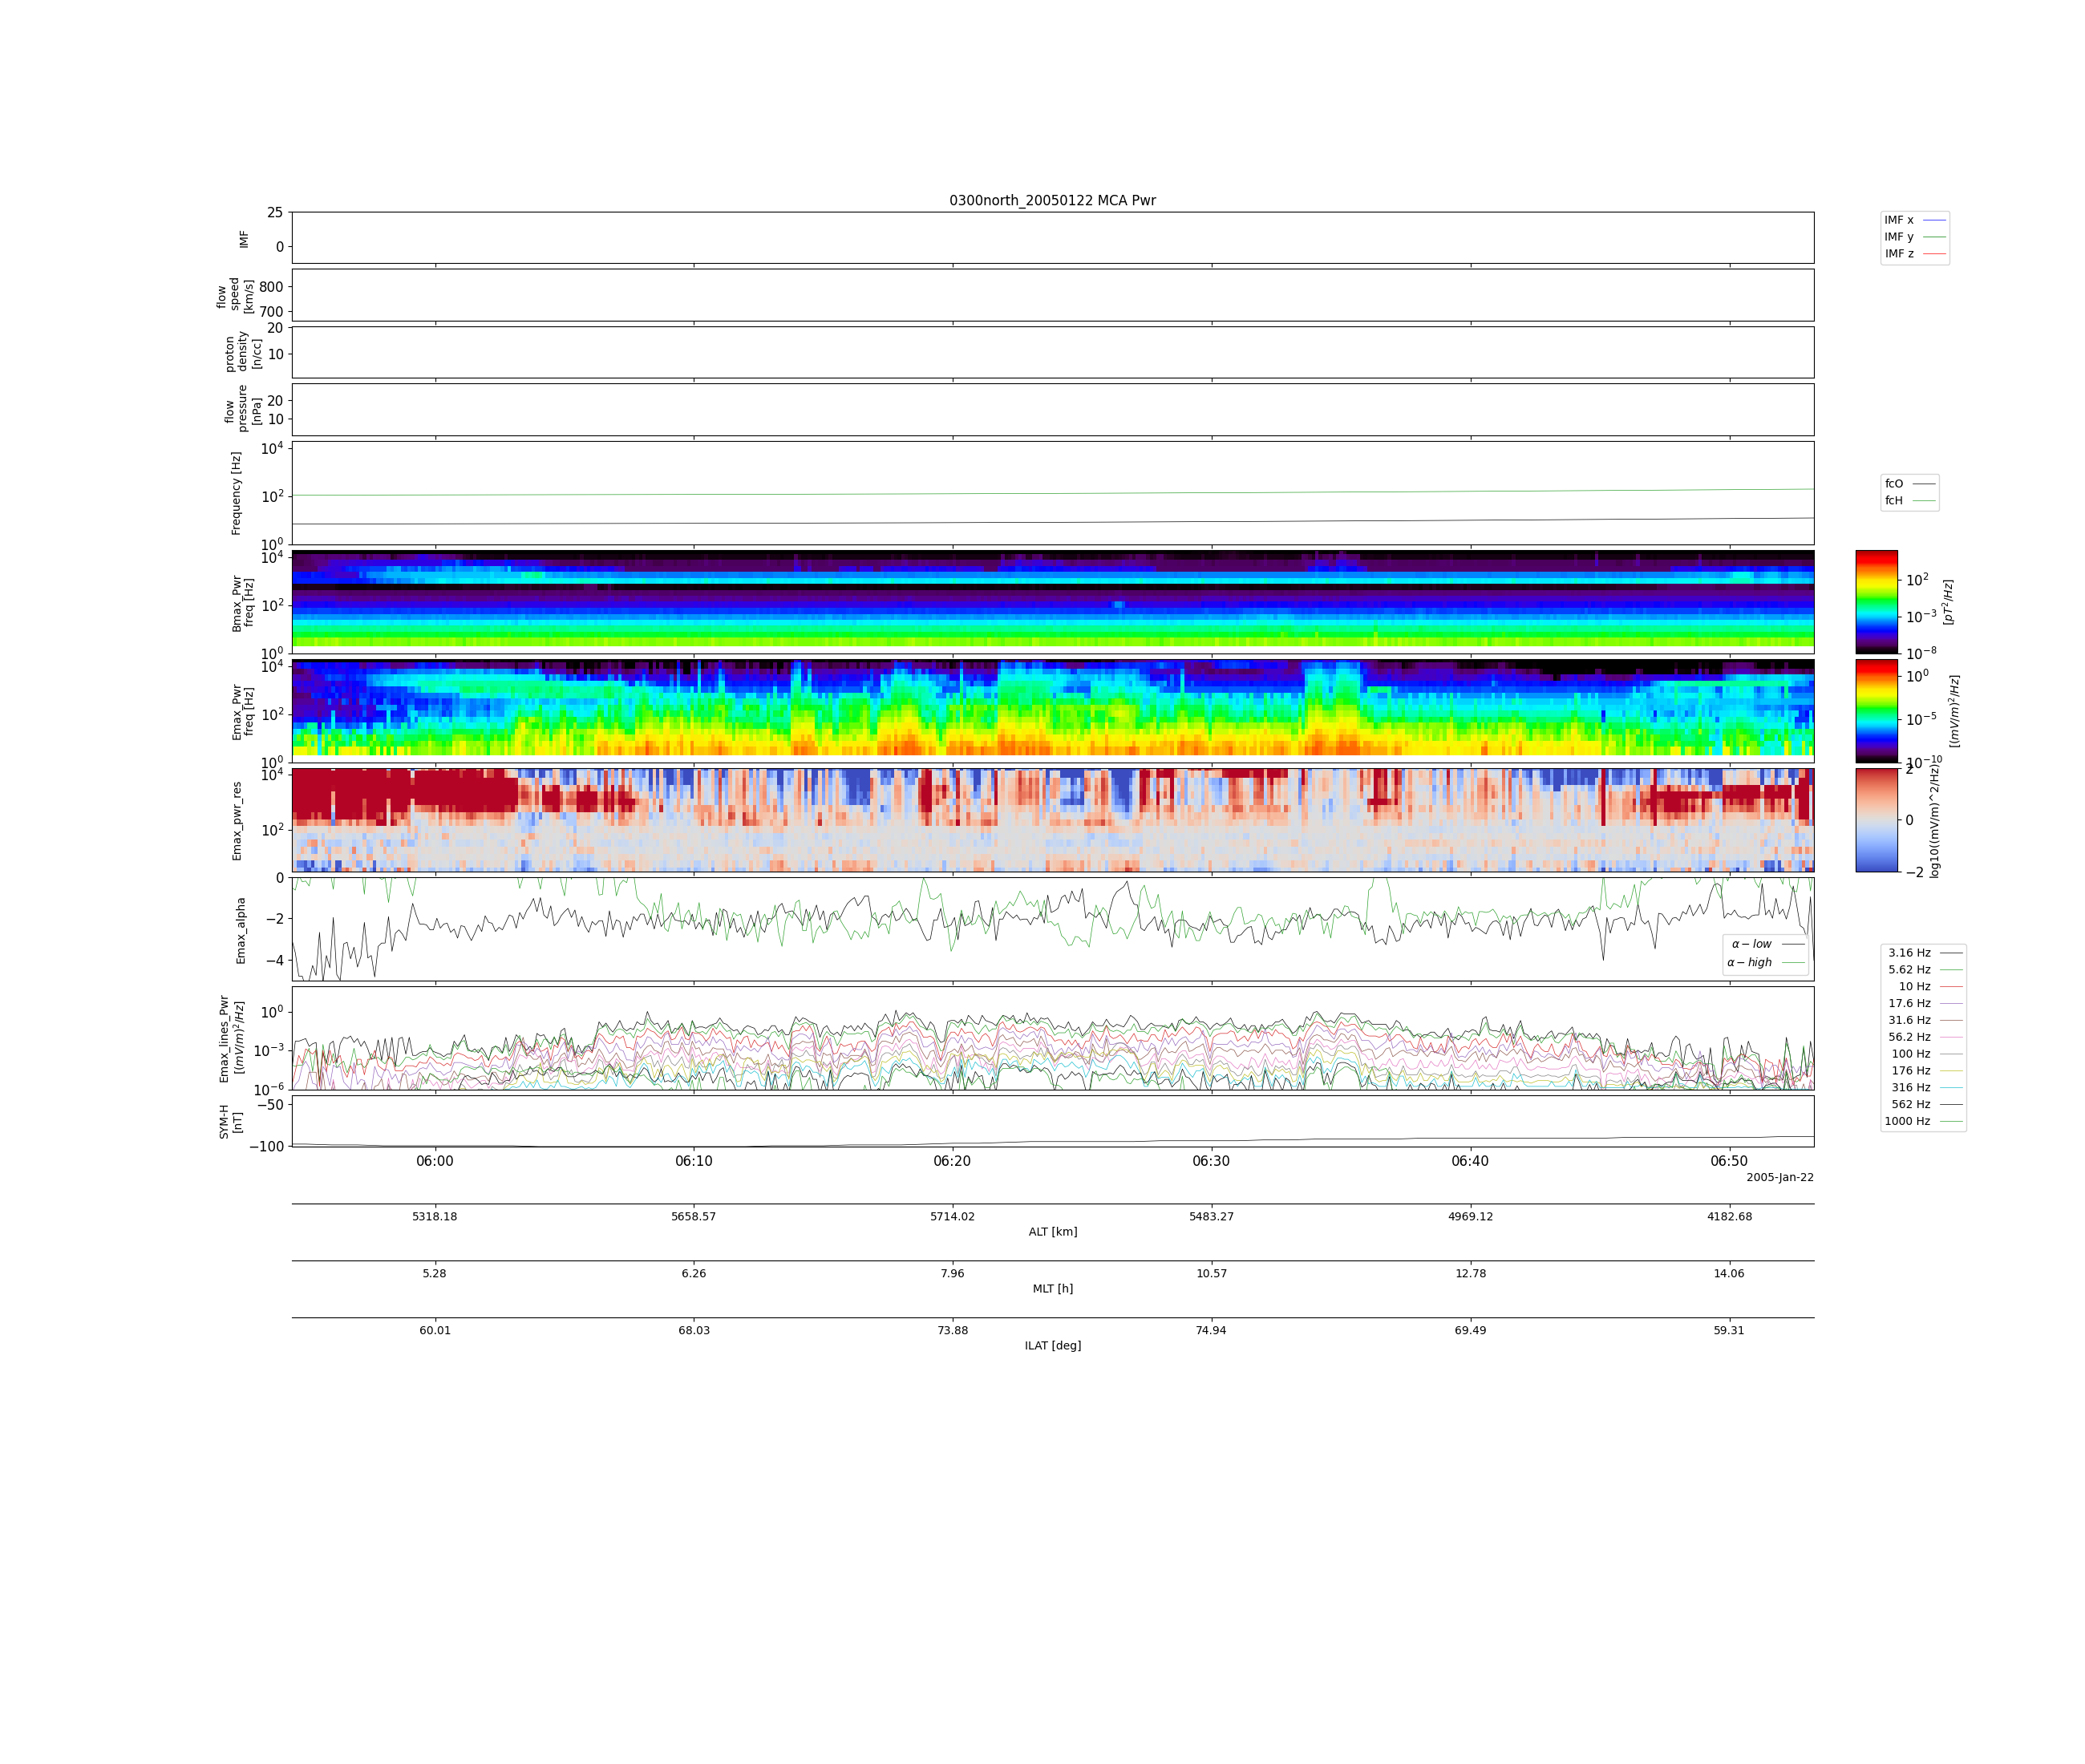 0300north_20050122 MCA Pwr
25
0
IMF
IMF x
IMF y
IMF z
800
700
flow
speed
[km/s]
20
10
proton
density
[n/cc]
20
10
flow
pressure
[nPa]
10^4
10^2
10^0
Frequency [Hz]
fcO
fcH
10^4
10^2
10^0
Bmax_Pwr
freq [Hz]
10^2
10^-3
10^-8
[pT^2/Hz]
10^4
10^2
10^0
Emax_Pwr
freq [Hz]
10^0
10^-5
10^-10
[(mV/m)^2/Hz]
10^4
10^2
Emax_pwr_res
2
0
−2
log10((mV/m)^2/Hz)
0
−2
−4
Emax_alpha
α − low
α − high
10^0
10^-3
10^-6
Emax_lines_Pwr
[(mV/m)^2/Hz]
3.16 Hz
5.62 Hz
10 Hz
17.6 Hz
31.6 Hz
56.2 Hz
100 Hz
176 Hz
316 Hz
562 Hz
1000 Hz
−50
−100
SYM-H
[nT]
06:00 06:10 06:20 06:30 06:40 06:50
2005-Jan-22
5318.18 5658.57 5714.02 5483.27 4969.12 4182.68
ALT [km]
5.28 6.26 7.96 10.57 12.78 14.06
MLT [h]
60.01 68.03 73.88 74.94 69.49 59.31
ILAT [deg]